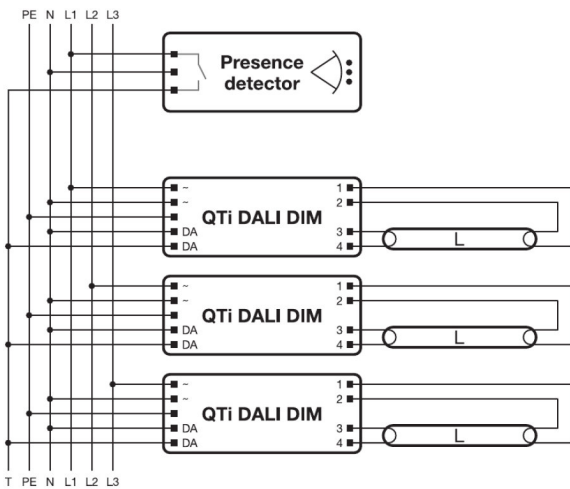 PE N L1 L2 L3
Presence
detector
~ 1
~ 2
QTi DALI DIM
DA 3 L
DA 4
~ 1
~ 2
QTi DALI DIM
DA 3 L
DA 4
~ 1
~ 2
QTi DALI DIM
DA 3 L
DA 4
T PE N L1 L2 L3